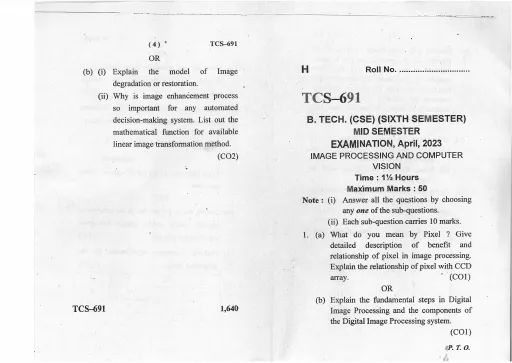 ( 4 ) TCS–691
OR
(b) (i) Explain the model of Image
degradation or restoration.
(ii) Why is image enhancement process
so important for any automated
decision-making system. List out the
mathematical function for available
linear image transformation method.
(CO2)
TCS–691 1,640
H Roll No. ..............................
TCS–691
B. TECH. (CSE) (SIXTH SEMESTER)
MID SEMESTER
EXAMINATION, April, 2023
IMAGE PROCESSING AND COMPUTER
VISION
Time : 1½ Hours
Maximum Marks : 50
Note : (i) Answer all the questions by choosing
any one of the sub-questions.
(ii) Each sub-question carries 10 marks.
1. (a) What do you mean by Pixel ? Give
detailed description of benefit and
relationship of pixel in image processing.
Explain the relationship of pixel with CCD
array. (CO1)
OR
(b) Explain the fundamental steps in Digital
Image Processing and the components of
the Digital Image Processing system.
(CO1)
P. T. O.